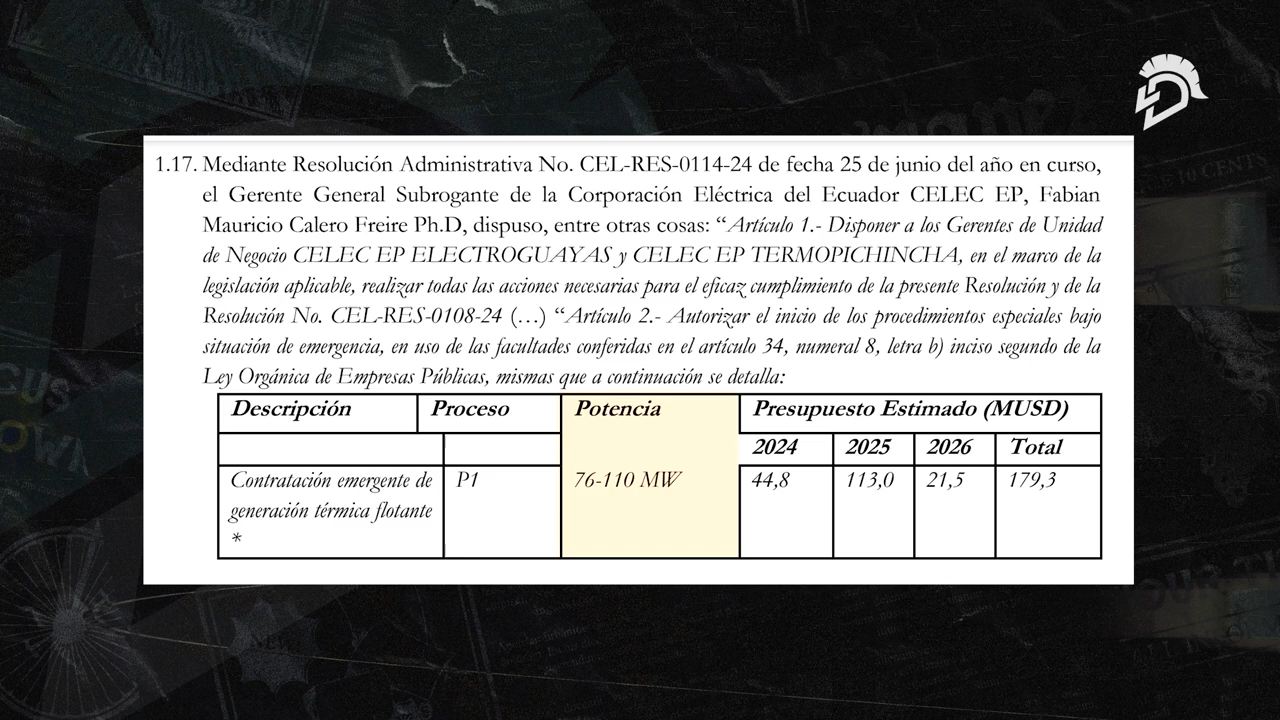 1.17. Mediante Resolución Administrativa No. CEL-RES-0114-24 de fecha 25 de junio del año en curso,
el Gerente General Subrogante de la Corporación Eléctrica del Ecuador CELEC EP, Fabian
Mauricio Calero Freire Ph.D, dispuso, entre otras cosas: “Artículo 1.- Disponer a los Gerentes de Unidad
de Negocio CELEC EP ELECTROGUAYAS y CELEC EP TERMOPICHINCHA, en el marco de la
legislación aplicable, realizar todas las acciones necesarias para el eficaz cumplimiento de la presente Resolución y de la
Resolución No. CEL-RES-0108-24 (…) “Artículo 2.- Autorizar el inicio de los procedimientos especiales bajo
situación de emergencia, en uso de las facultades conferidas en el artículo 34, numeral 8, letra b) inciso segundo de la
Ley Orgánica de Empresas Públicas, mismas que a continuación se detalla:
Descripción Proceso Potencia Presupuesto Estimado (MUSD)
2024 2025 2026 Total
Contratación emergente de P1 76-110 MW 44,8 113,0 21,5 179,3
generación térmica flotante
*
10 CENTS